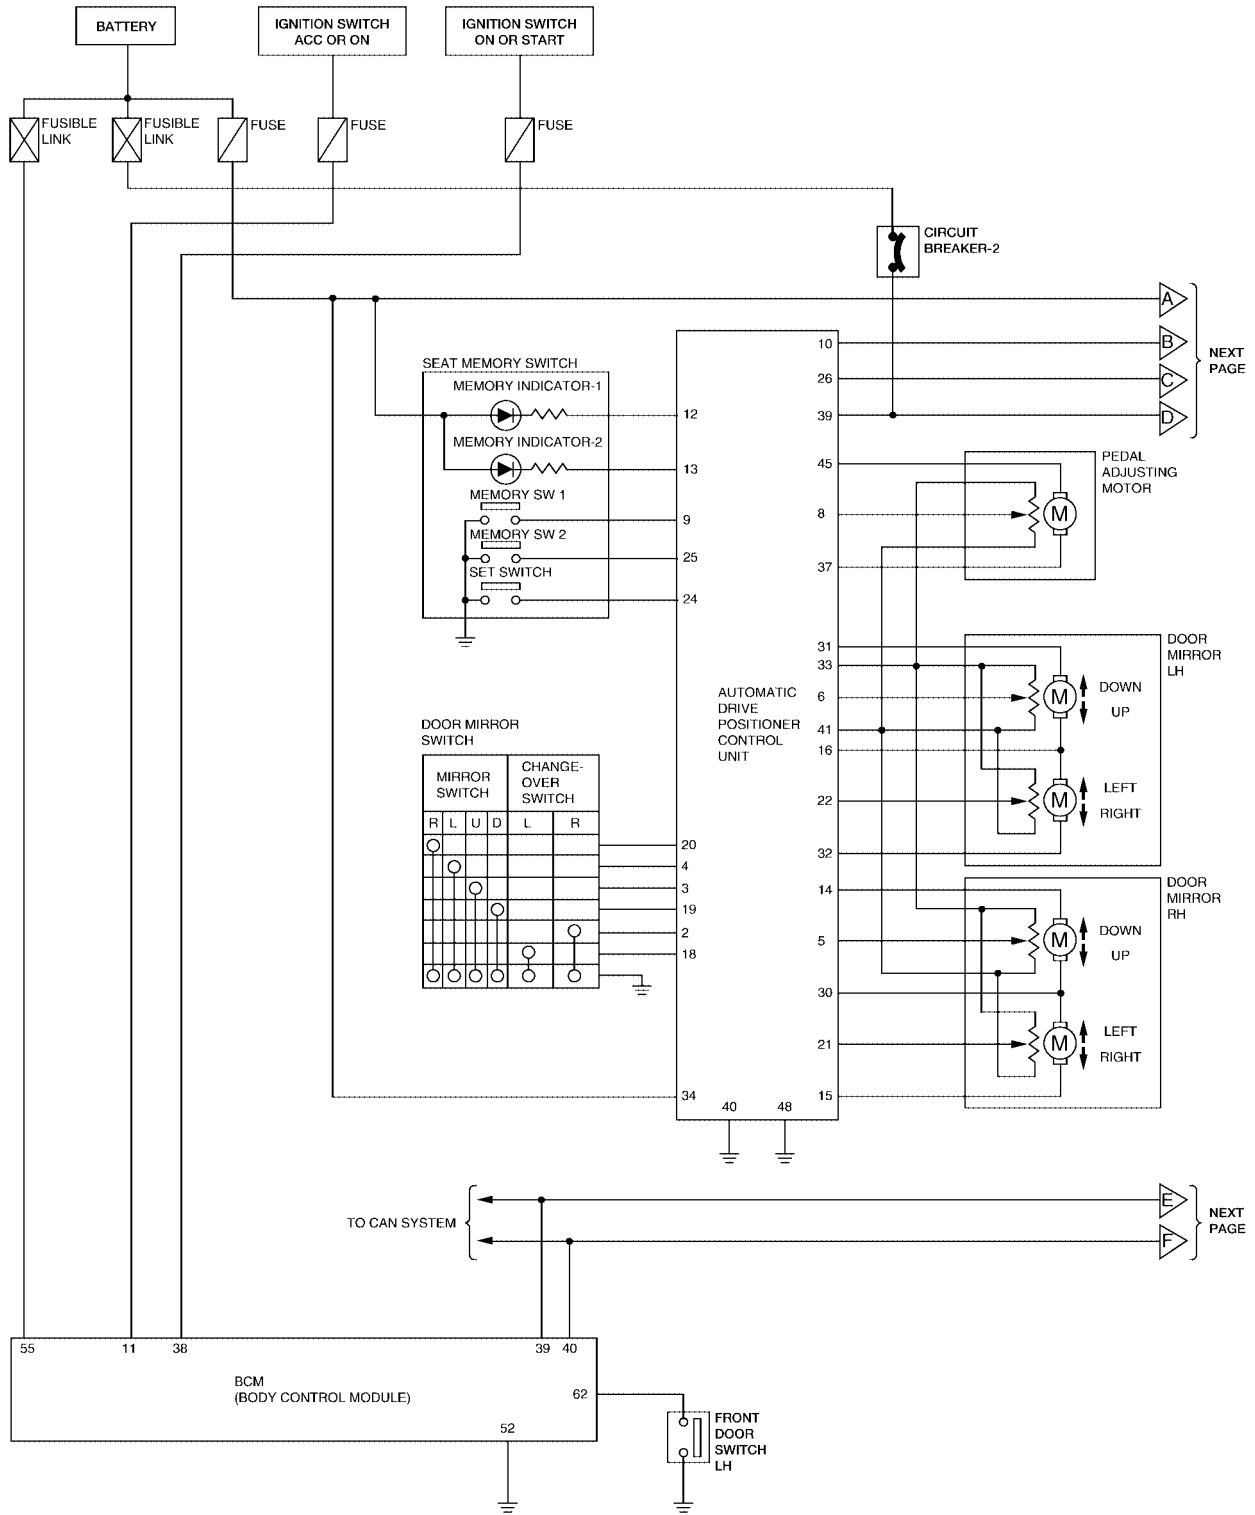 BATTERY
IGNITION SWITCH
ACC OR ON
IGNITION SWITCH
ON OR START
FUSIBLE
LINK
FUSIBLE
LINK
FUSE
FUSE
FUSE
CIRCUIT
BREAKER-2
A
B
C
D
NEXT
PAGE
SEAT MEMORY SWITCH
MEMORY INDICATOR-1
MEMORY INDICATOR-2
MEMORY SW 1
MEMORY SW 2
SET SWITCH
12
13
9
25
24
10
26
39
45
8
37
PEDAL
ADJUSTING
MOTOR
M
31
33
6
41
16
22
32
DOOR
MIRROR
LH
M
DOWN
UP
M
LEFT
RIGHT
AUTOMATIC
DRIVE
POSITIONER
CONTROL
UNIT
DOOR MIRROR
SWITCH
MIRROR
SWITCH
CHANGE-
OVER
SWITCH
R L U D L R
20
4
3
19
2
18
14
5
30
21
15
DOOR
MIRROR
RH
M
DOWN
UP
M
LEFT
RIGHT
34
40 48
TO CAN SYSTEM
E
F
NEXT
PAGE
55 11 38 39 40
BCM
(BODY CONTROL MODULE)
62
52
FRONT
DOOR
SWITCH
LH